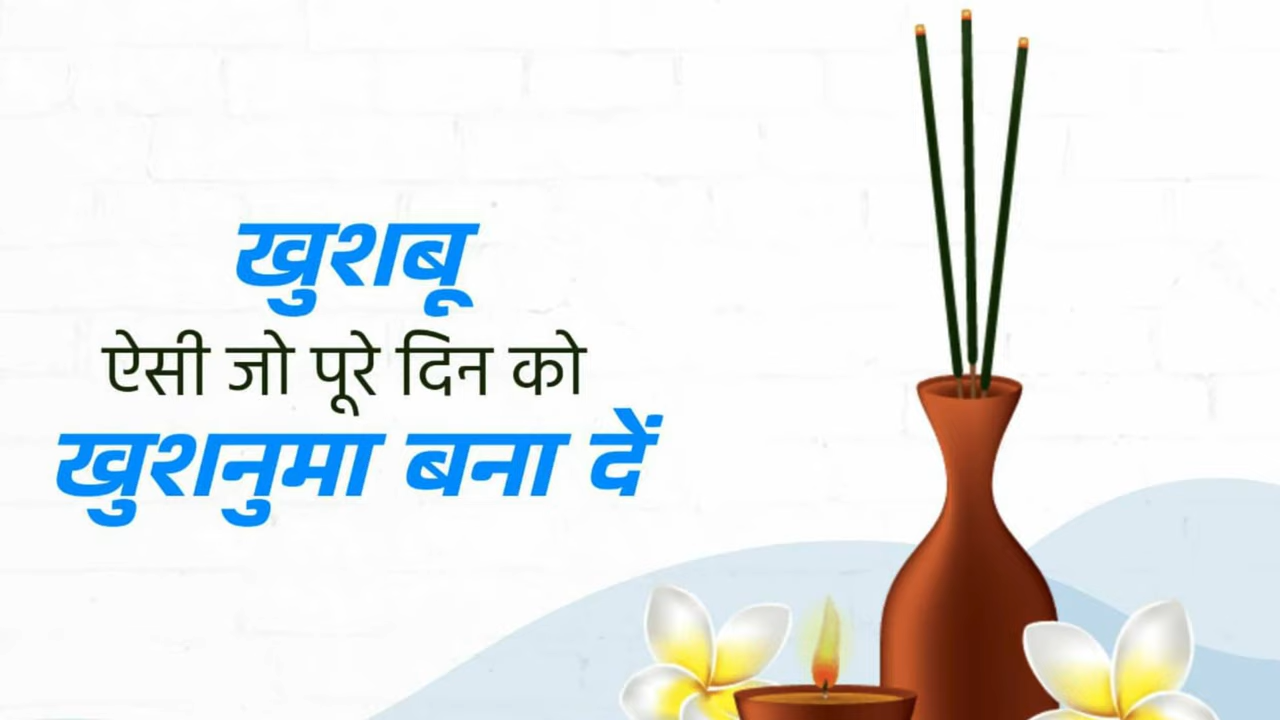 खुशबू
ऐसी जो पूरे दिन को
खुशनुमा बना दें